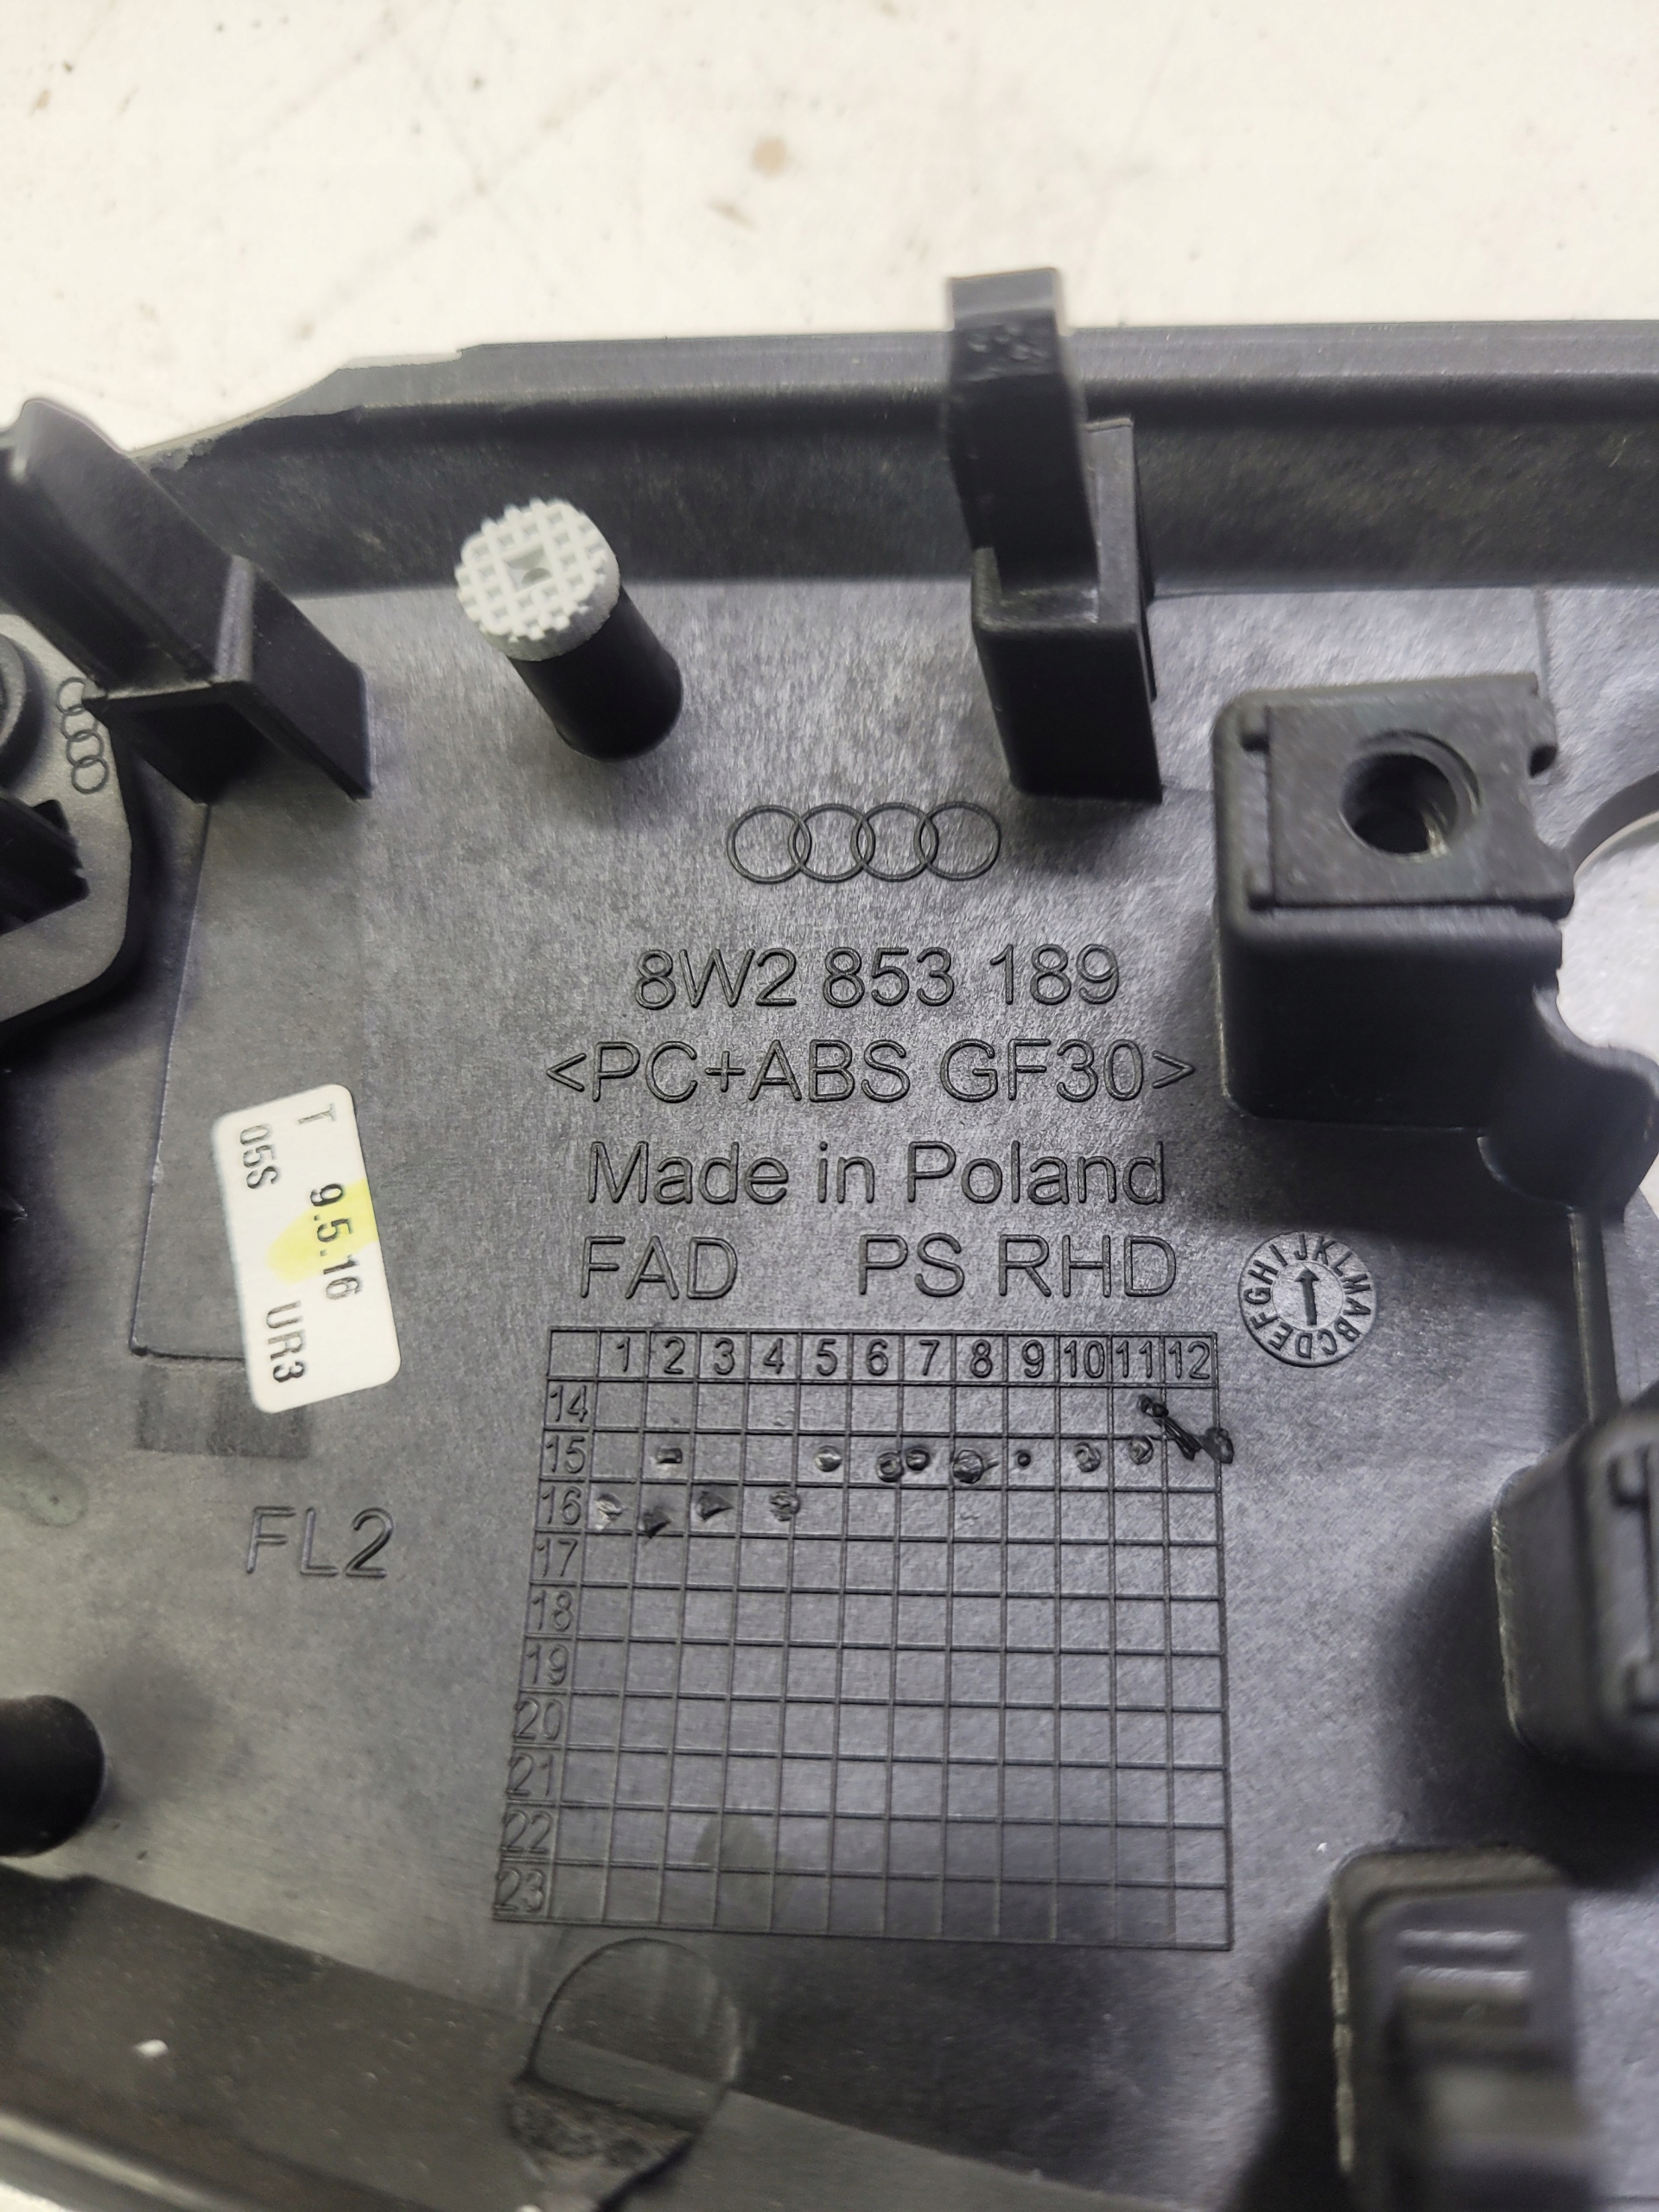 8W2 853 189
<PC+ABS GF30>
Made in Poland
FAD PS RHD
ABCDEFGHIJKLM
T 9.5.16 UR3
05S
FL2
1 2 3 4 5 6 7 8 9 10 11 12
14
15
16
17
18
19
20
21
22
23